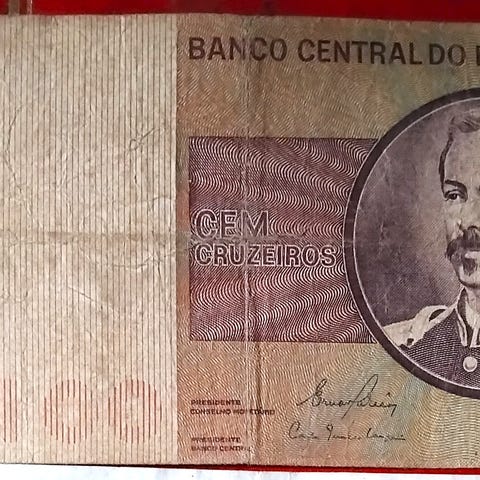 BANCO CENTRAL DO
CEM
CRUZEIROS
PRESIDENTE
CONSELHO MONETÁRIO
PRESIDENTE
BANCO CENTRAL